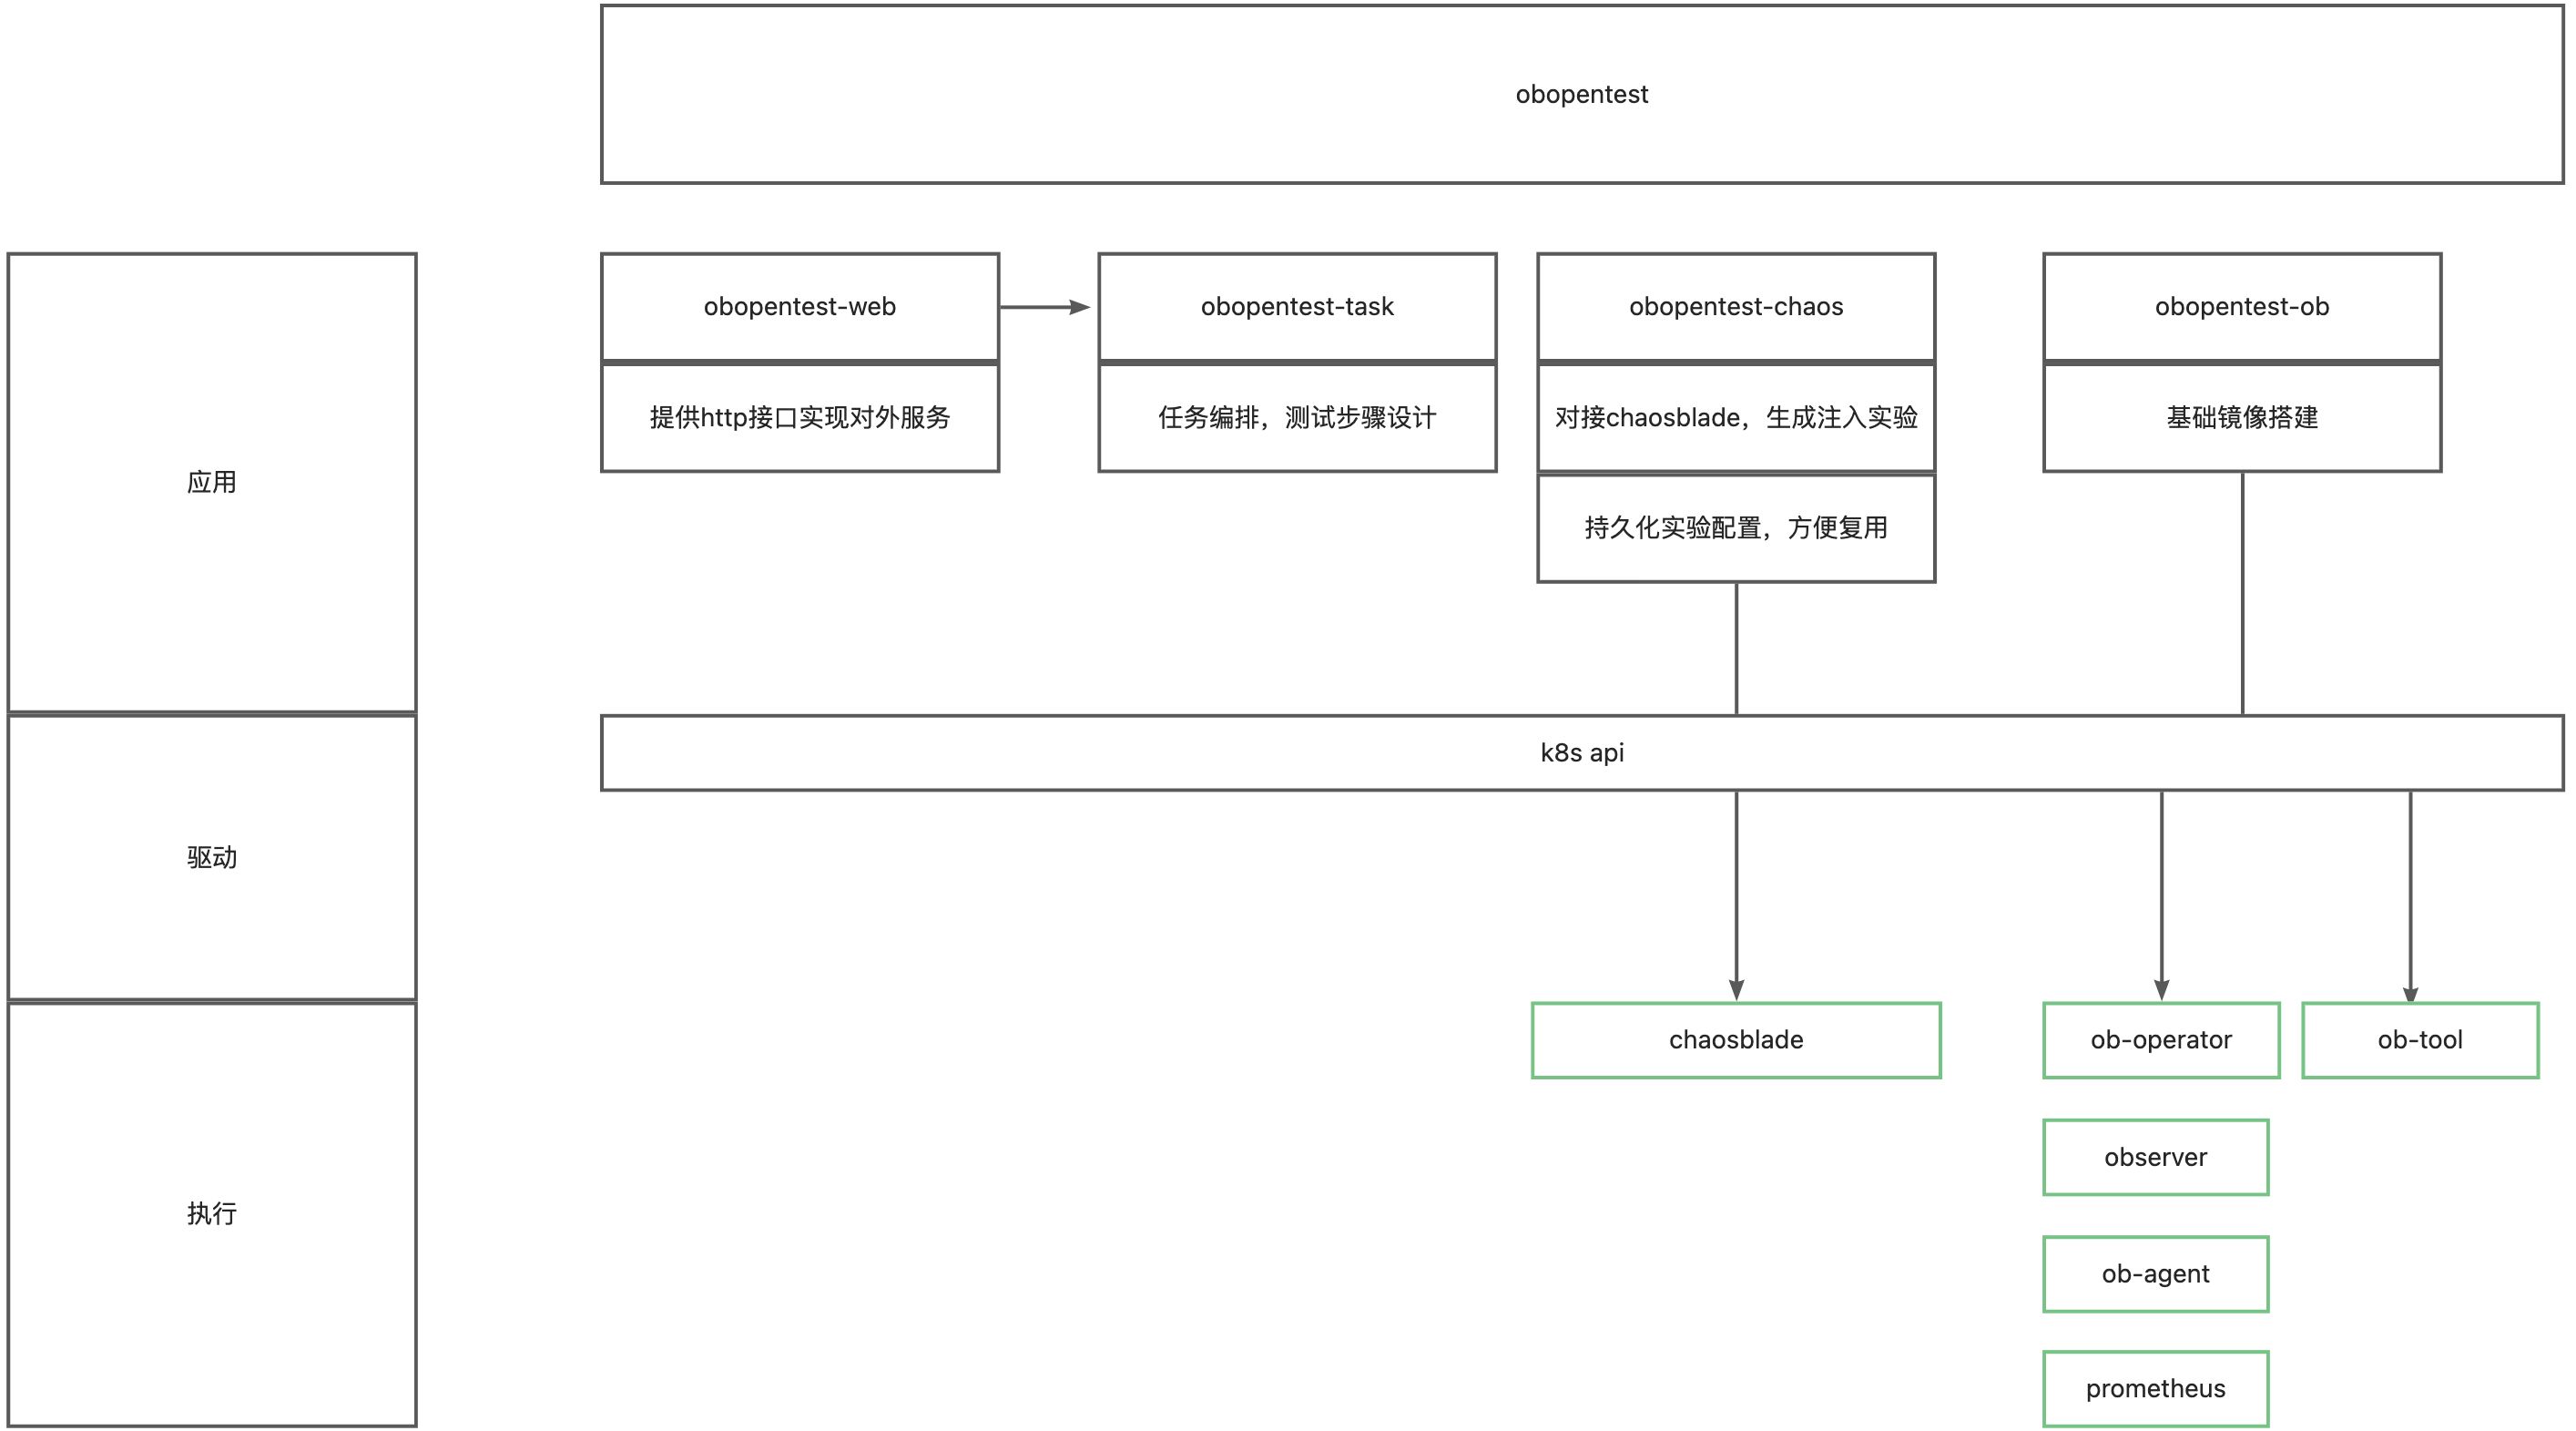 obopentest
应用
obopentest-web
obopentest-task
obopentest-chaos
obopentest-ob
提供http接口实现对外服务
任务编排，测试步骤设计
对接chaosblade，生成注入实验
基础镜像搭建
持久化实验配置，方便复用
驱动
k8s api
执行
chaosblade
ob-operator
ob-tool
observer
ob-agent
prometheus